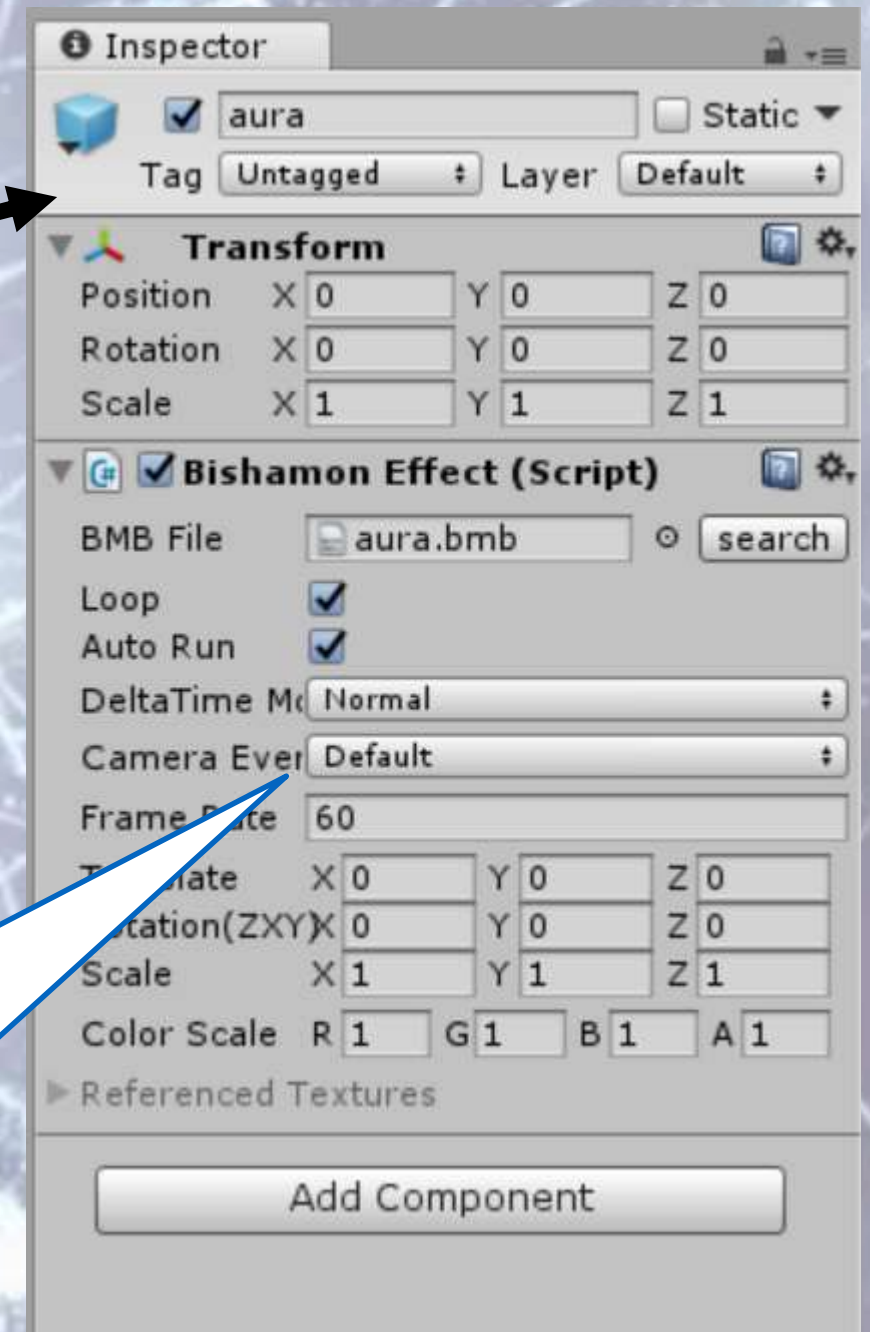 Inspector
aura Static
Tag Untagged Layer Default
Transform
Position X 0 Y 0 Z 0
Rotation X 0 Y 0 Z 0
Scale X 1 Y 1 Z 1
Bishamon Effect (Script)
BMB File aura.bmb search
Loop
Auto Run
DeltaTime Mo Normal
Camera Ever Default
Frame Rate 60
X 0 Y 0 Z 0
Rotation(ZXY) X 0 Y 0 Z 0
Scale X 1 Y 1 Z 1
Color Scale R 1 G 1 B 1 A 1
Referenced Textures
Add Component